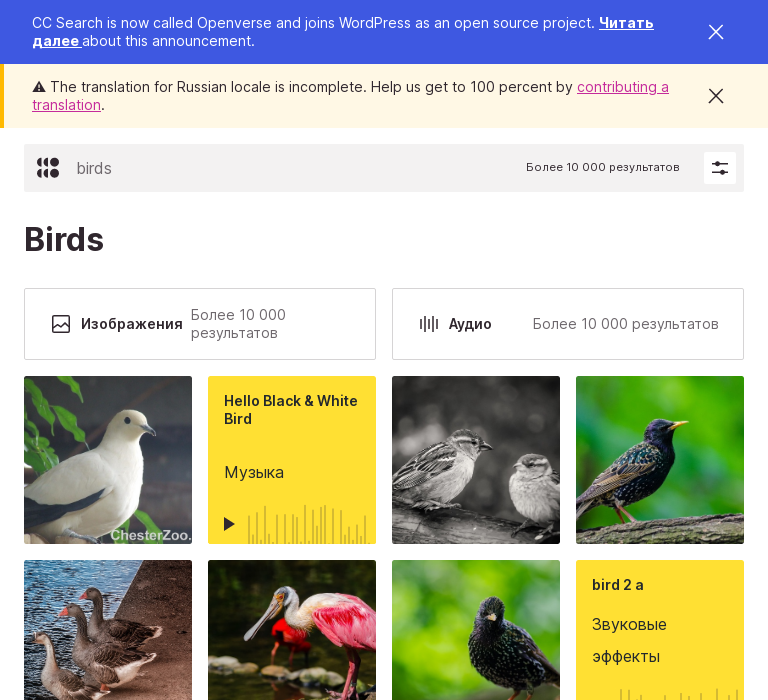 CC Search is now called Openverse and joins WordPress as an open source project. Читать
далее about this announcement.
⚠ The translation for Russian locale is incomplete. Help us get to 100 percent by contributing a
translation.
birds
Более 10 000 результатов
Birds
Изображения
Более 10 000
результатов
Аудио
Более 10 000 результатов
Hello Black & White
Bird
Музыка
ChesterZoo.
bird 2 a
Звуковые
эффекты